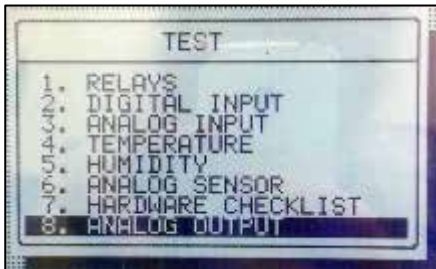 TEST
1. RELAYS
2. DIGITAL INPUT
3. ANALOG INPUT
4. TEMPERATURE
5. HUMIDITY
6. ANALOG SENSOR
7. HARDWARE CHECKLIST
8. ANALOG OUTPUT